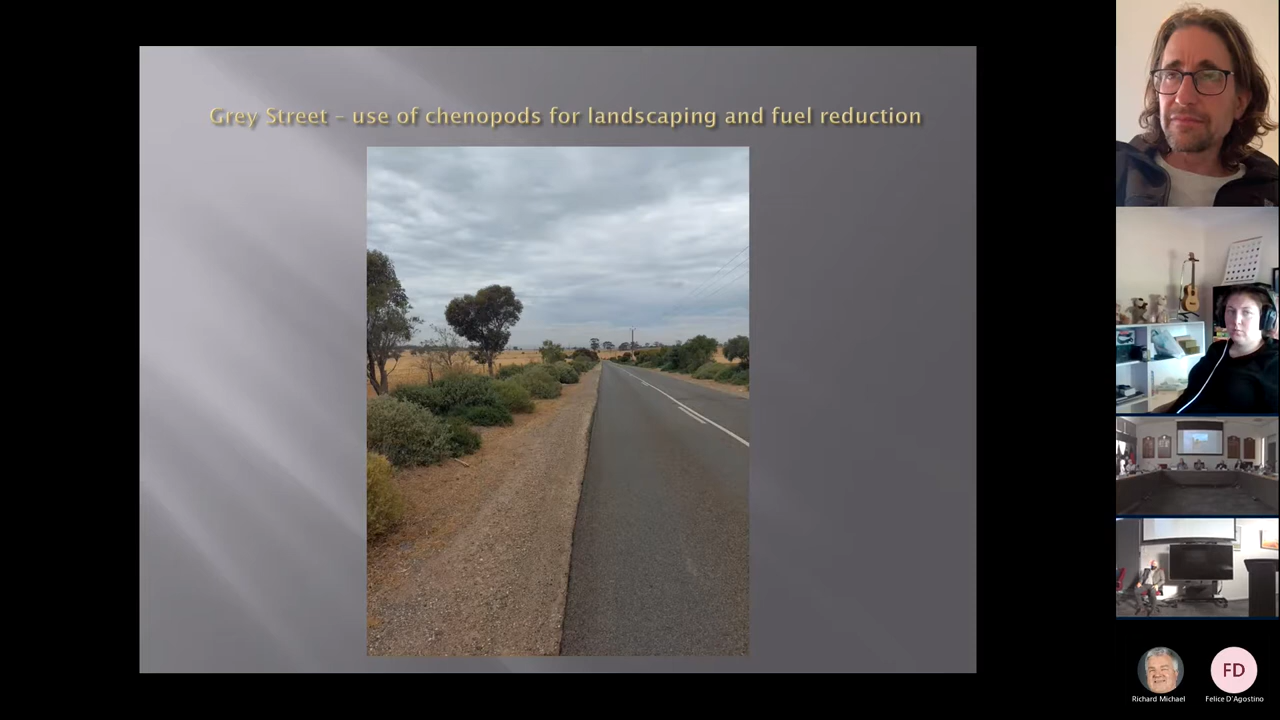 Grey Street – use of chenopods for landscaping and fuel reduction
FD
Richard Michael
Felice D'Agostino